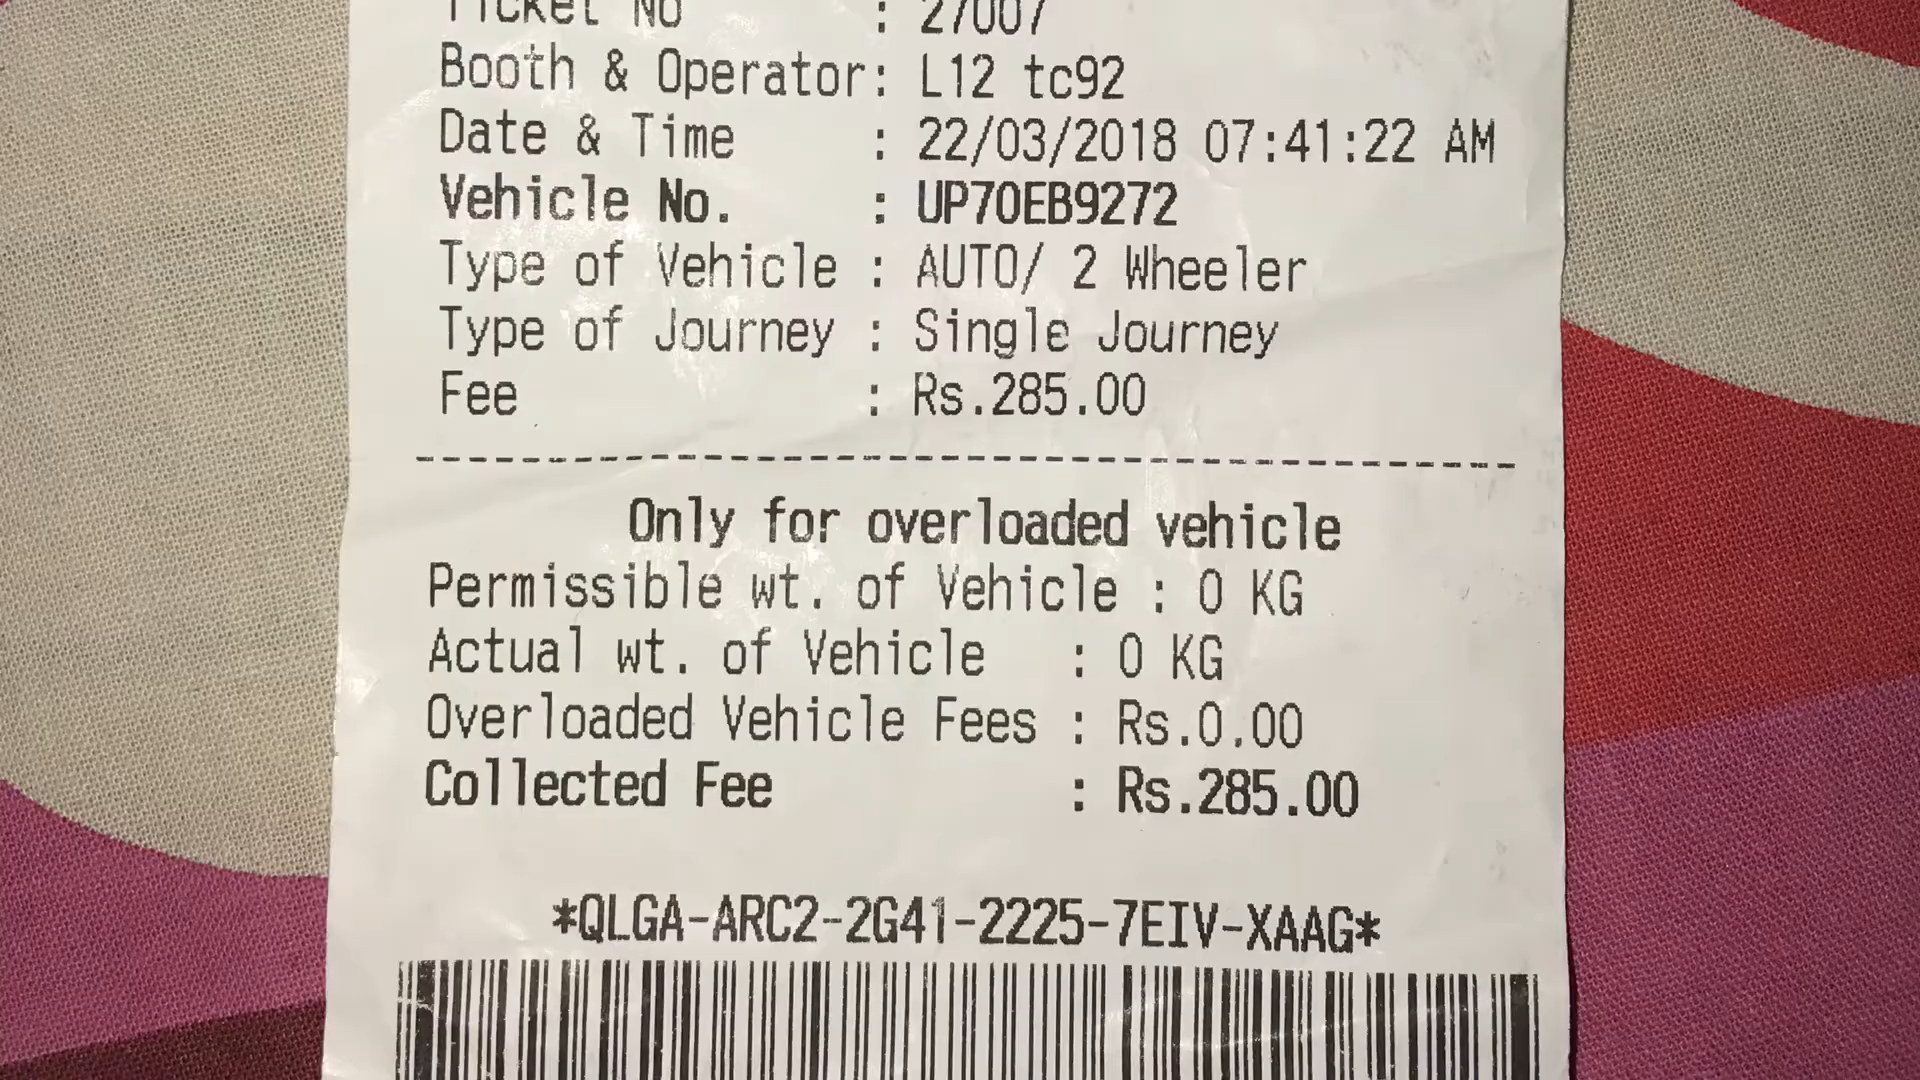 Ticket No : 27007
Booth & Operator: L12 tc92
Date & Time : 22/03/2018 07:41:22 AM
Vehicle No. : UP70EB9272
Type of Vehicle : AUTO/ 2 Wheeler
Type of Journey : Single Journey
Fee : Rs.285.00
Only for overloaded vehicle
Permissible wt. of Vehicle : 0 KG
Actual wt. of Vehicle : 0 KG
Overloaded Vehicle Fees : Rs.0.00
Collected Fee : Rs.285.00
*QLGA-ARC2-2G41-2225-7EIV-XAAG*